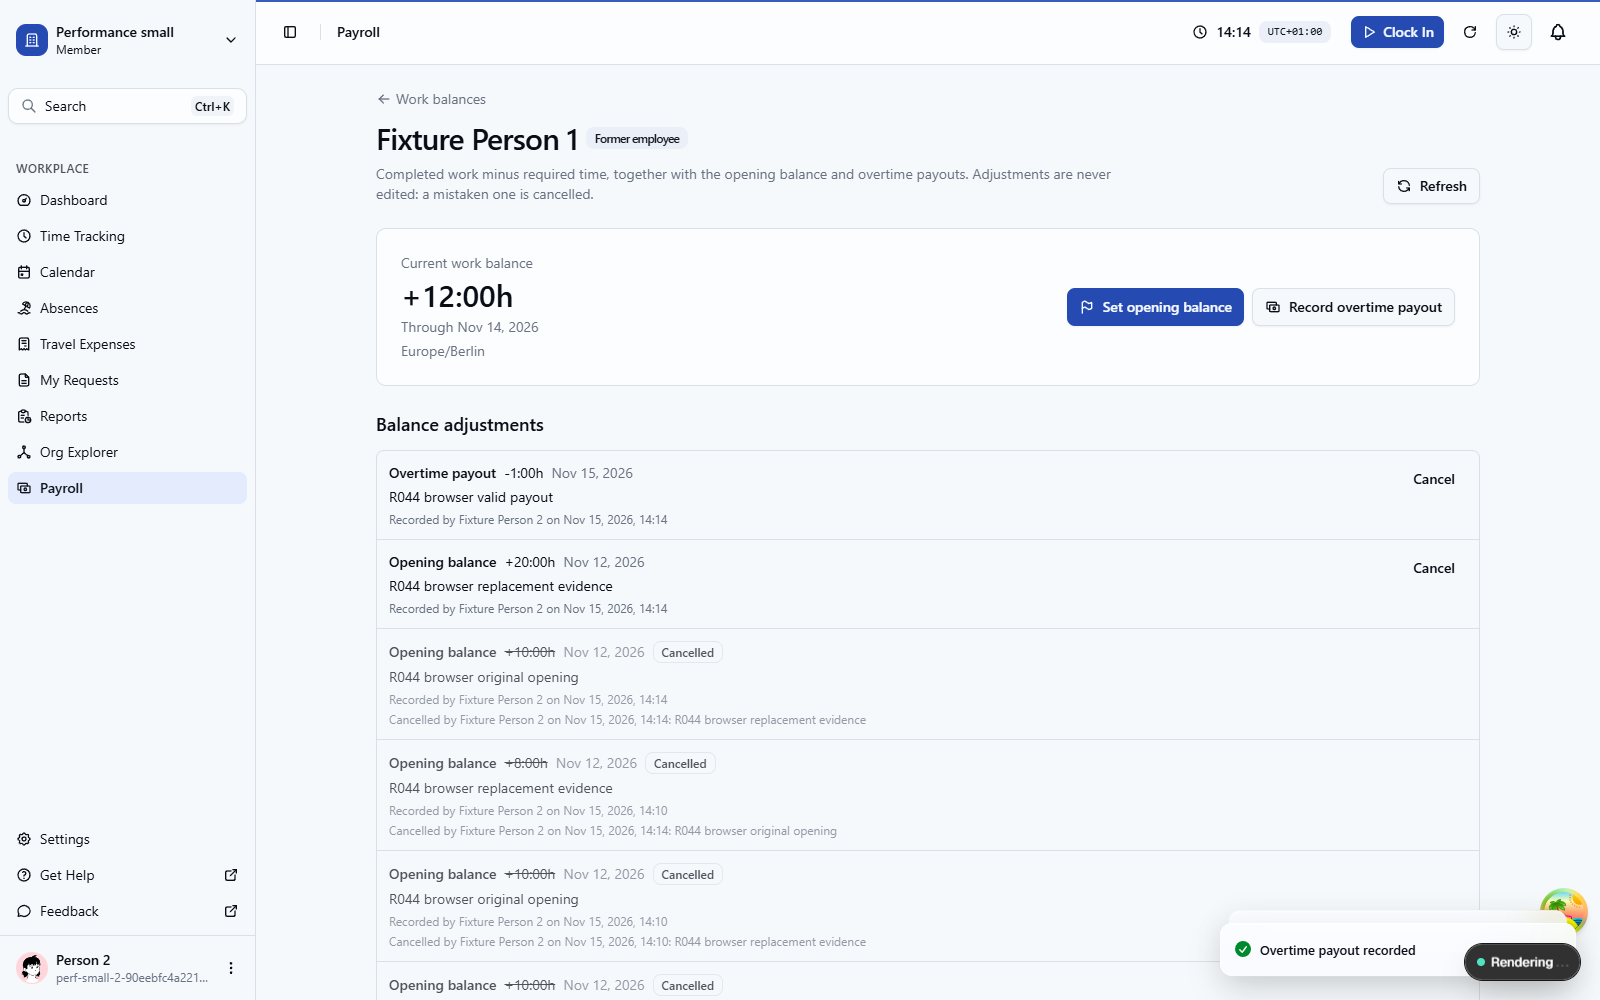 Performance small
Member
Payroll
14:14
UTC+01:00
Clock In
Search
Ctrl+K
WORKPLACE
Dashboard
Time Tracking
Calendar
Absences
Travel Expenses
My Requests
Reports
Org Explorer
Payroll
Settings
Get Help
Feedback
Person 2
perf-small-2-90eebfc4a221...
Work balances
Fixture Person 1
Former employee
Completed work minus required time, together with the opening balance and overtime payouts. Adjustments are never
edited: a mistaken one is cancelled.
Refresh
Current work balance
+12:00h
Through Nov 14, 2026
Europe/Berlin
Set opening balance
Record overtime payout
Balance adjustments
Overtime payout -1:00h Nov 15, 2026
Cancel
R044 browser valid payout
Recorded by Fixture Person 2 on Nov 15, 2026, 14:14
Opening balance +20:00h Nov 12, 2026
Cancel
R044 browser replacement evidence
Recorded by Fixture Person 2 on Nov 15, 2026, 14:14
Opening balance +10:00h Nov 12, 2026 Cancelled
R044 browser original opening
Recorded by Fixture Person 2 on Nov 15, 2026, 14:14
Cancelled by Fixture Person 2 on Nov 15, 2026, 14:14: R044 browser replacement evidence
Opening balance +8:00h Nov 12, 2026 Cancelled
R044 browser replacement evidence
Recorded by Fixture Person 2 on Nov 15, 2026, 14:10
Cancelled by Fixture Person 2 on Nov 15, 2026, 14:14: R044 browser original opening
Opening balance +10:00h Nov 12, 2026 Cancelled
R044 browser original opening
Recorded by Fixture Person 2 on Nov 15, 2026, 14:10
Cancelled by Fixture Person 2 on Nov 15, 2026, 14:10: R044 browser replacement evidence
Opening balance +10:00h Nov 12, 2026 Cancelled
Overtime payout recorded
Rendering ...